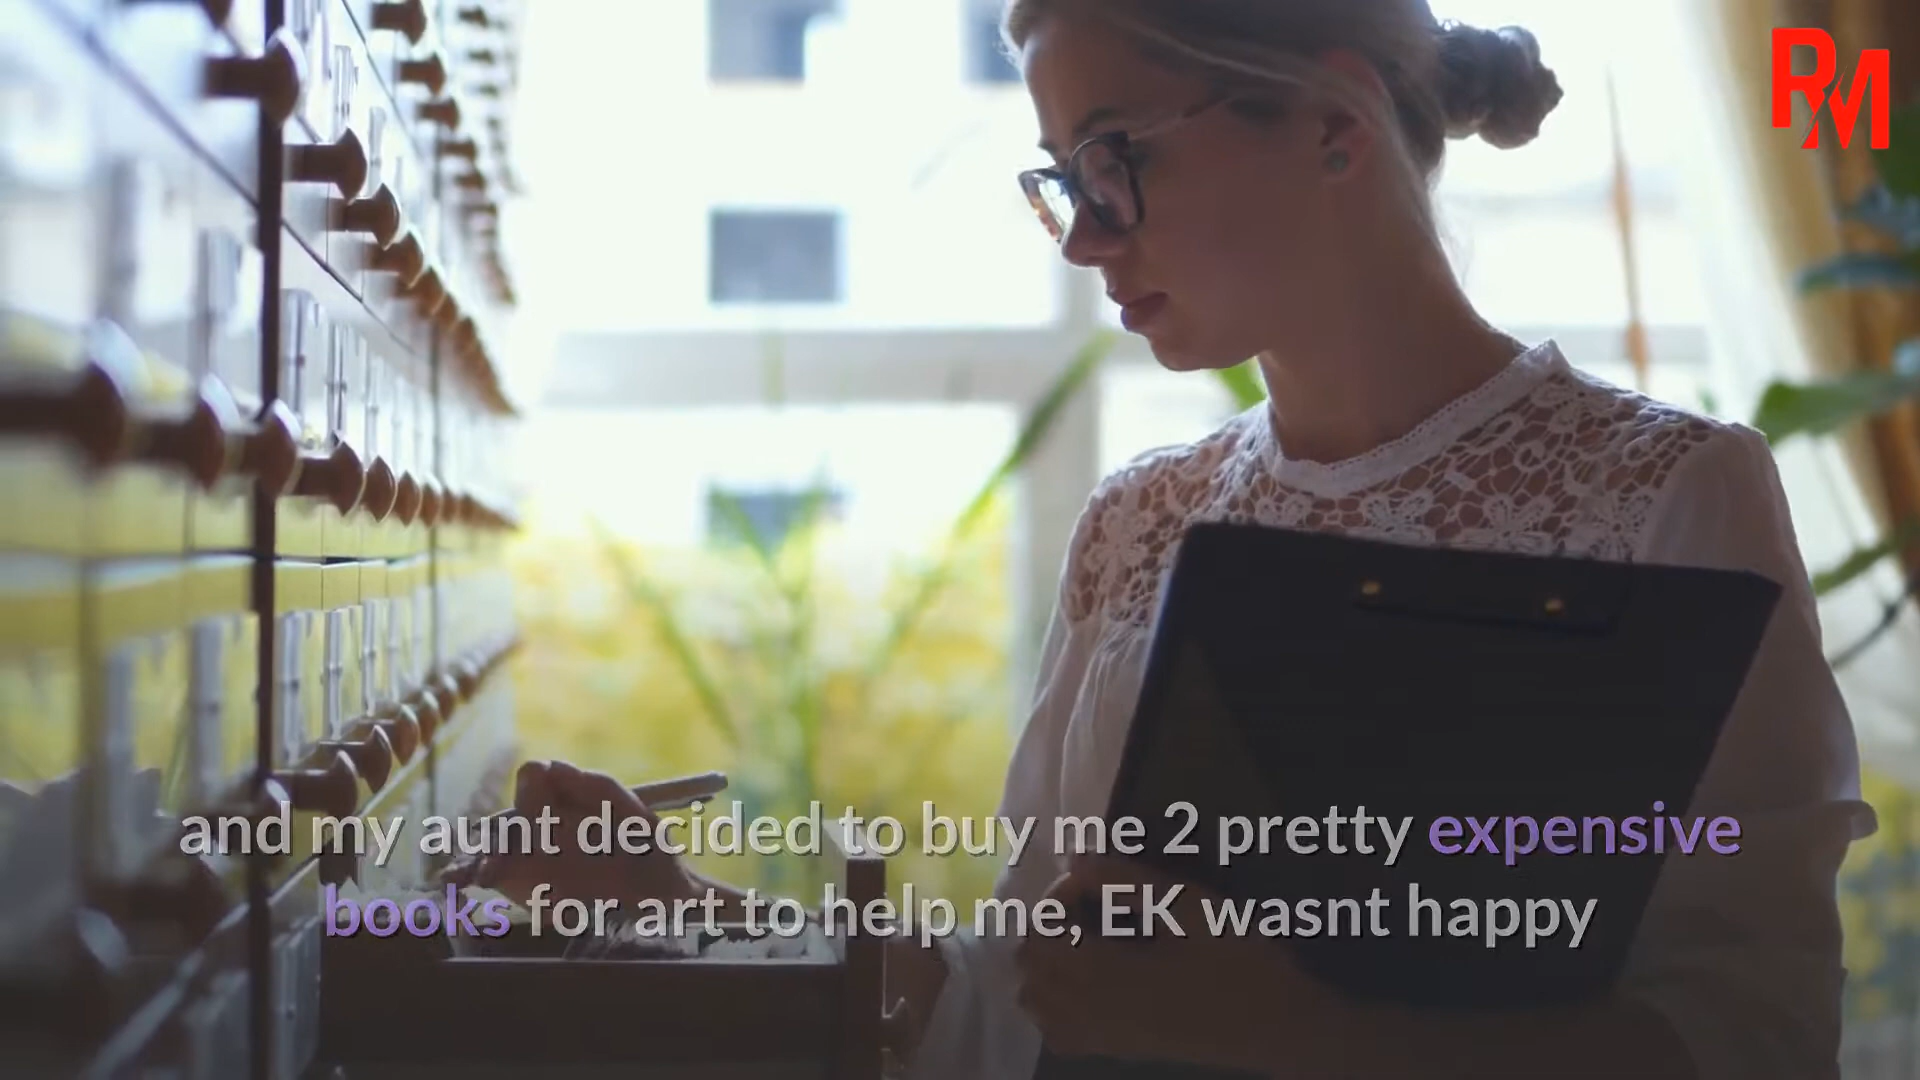 RM
and my aunt decided to buy me 2 pretty expensive
books for art to help me, EK wasnt happy